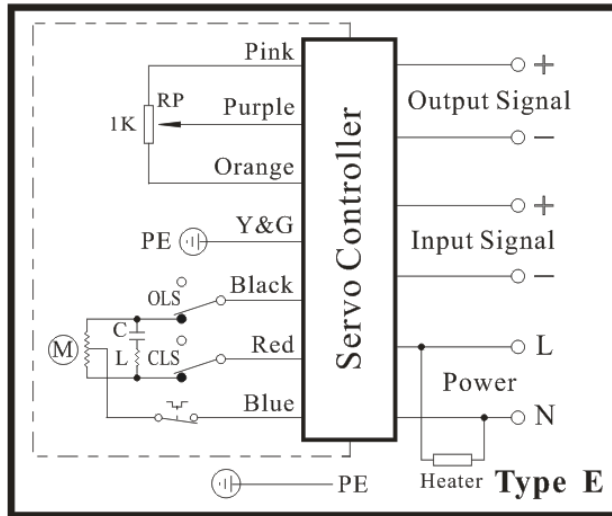 Pink
RP
1K
Purple
Orange
Y&G
PE
OLS
Black
C
M
L
CLS
Red
Blue
PE
Servo Controller
+
Output Signal
−
+
Input Signal
−
L
Power
N
Heater
Type E